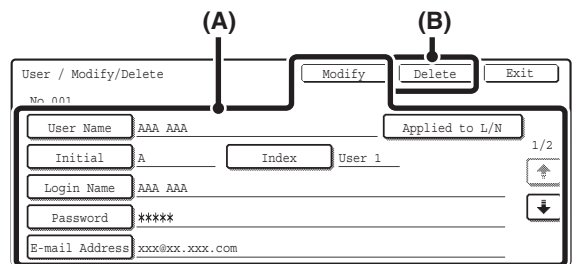 (A) (B)
User / Modify/Delete Modify Delete Exit
No.001
User Name AAA AAA Applied to L/N
1/2
Initial A Index User 1
Login Name AAA AAA
Password *****
E-mail Address xxx@xx.xxx.com